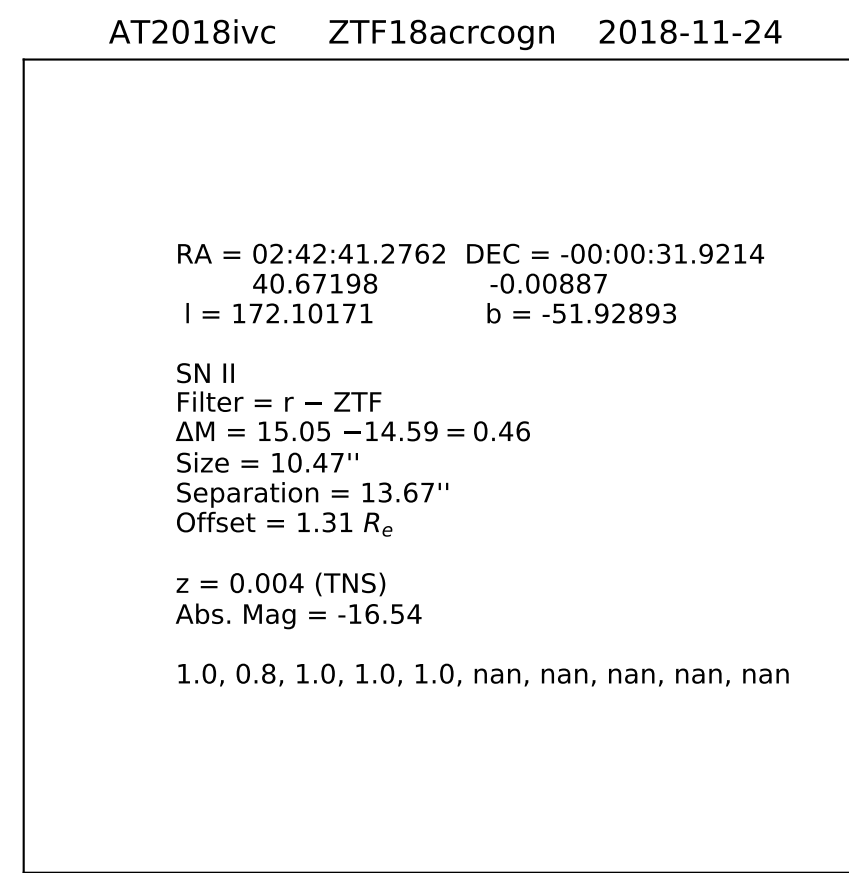 AT2018ivc ZTF18acrcogn 2018-11-24
RA = 02:42:41.2762 DEC = -00:00:31.9214
40.67198 -0.00887
l = 172.10171 b = -51.92893
SN II
Filter = r − ZTF
ΔM = 15.05 −14.59 = 0.46
Size = 10.47''
Separation = 13.67''
Offset = 1.31 Rₑ
z = 0.004 (TNS)
Abs. Mag = -16.54
1.0, 0.8, 1.0, 1.0, 1.0, nan, nan, nan, nan, nan